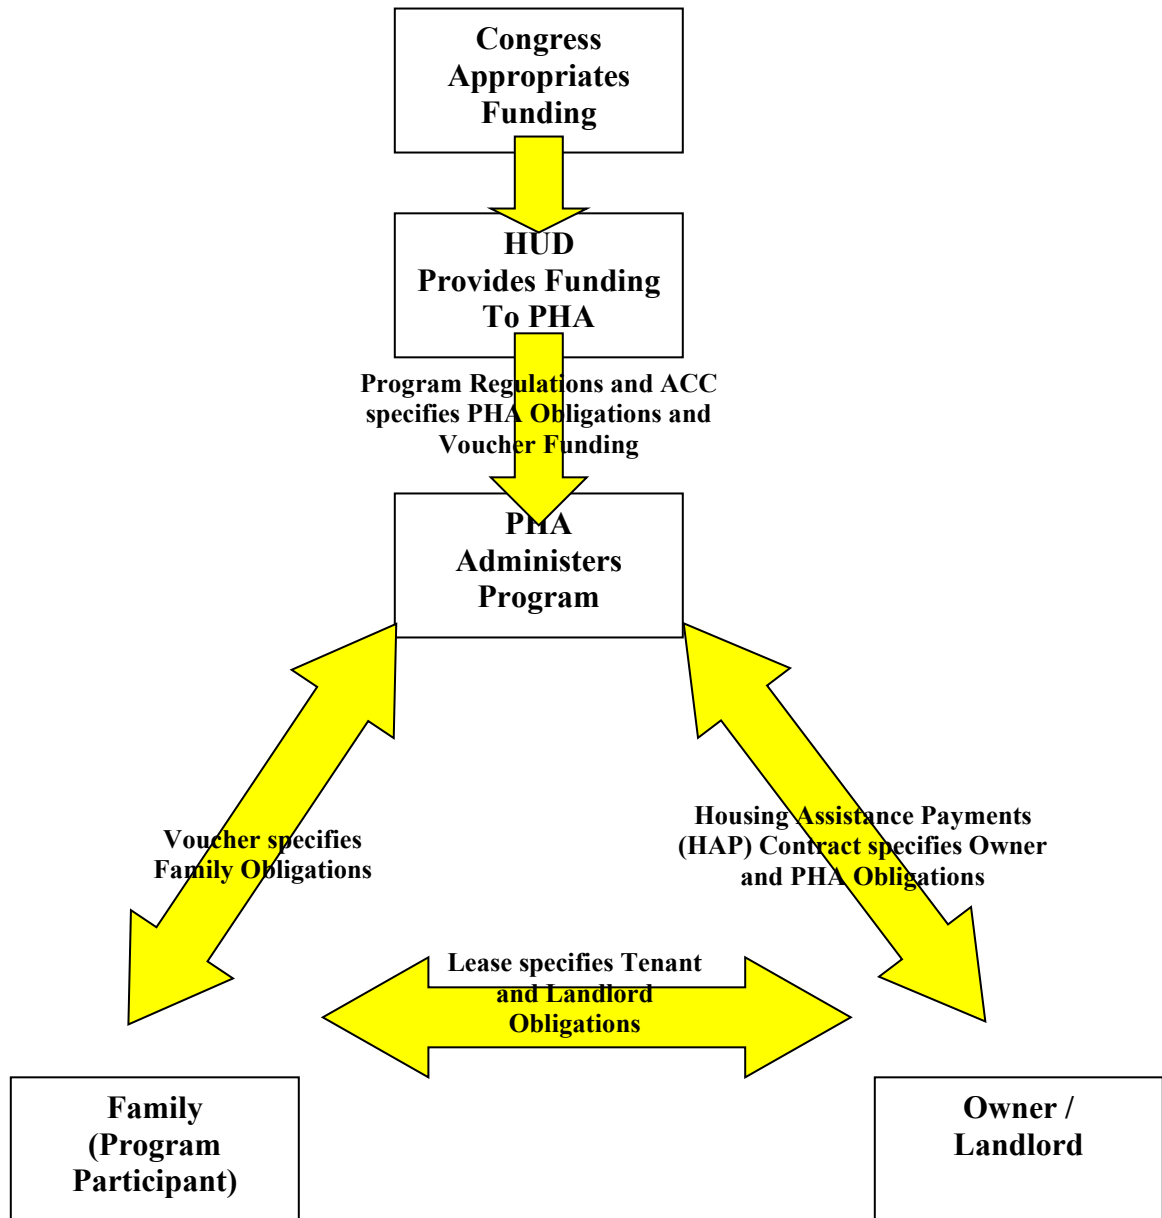 Congress
Appropriates
Funding
HUD
Provides Funding
To PHA
Program Regulations and ACC
specifies PHA Obligations and
Voucher Funding
PHA
Administers
Program
Voucher specifies
Family Obligations
Housing Assistance Payments
(HAP) Contract specifies Owner
and PHA Obligations
Lease specifies Tenant
and Landlord
Obligations
Family
(Program
Participant)
Owner /
Landlord